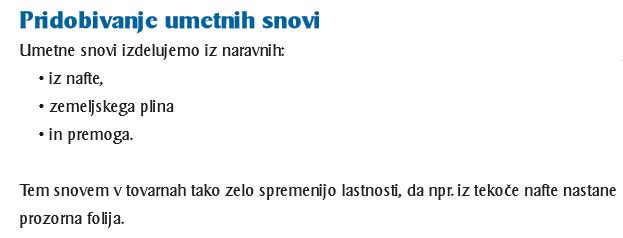 Pridobivanje umetnih snovi
Umetne snovi izdelujemo iz naravnih:
• iz nafte,
• zemeljskega plina
• in premoga.
Tem snovem v tovarnah tako zelo spremenijo lastnosti, da npr. iz tekoče nafte nastane
prozorna folija.